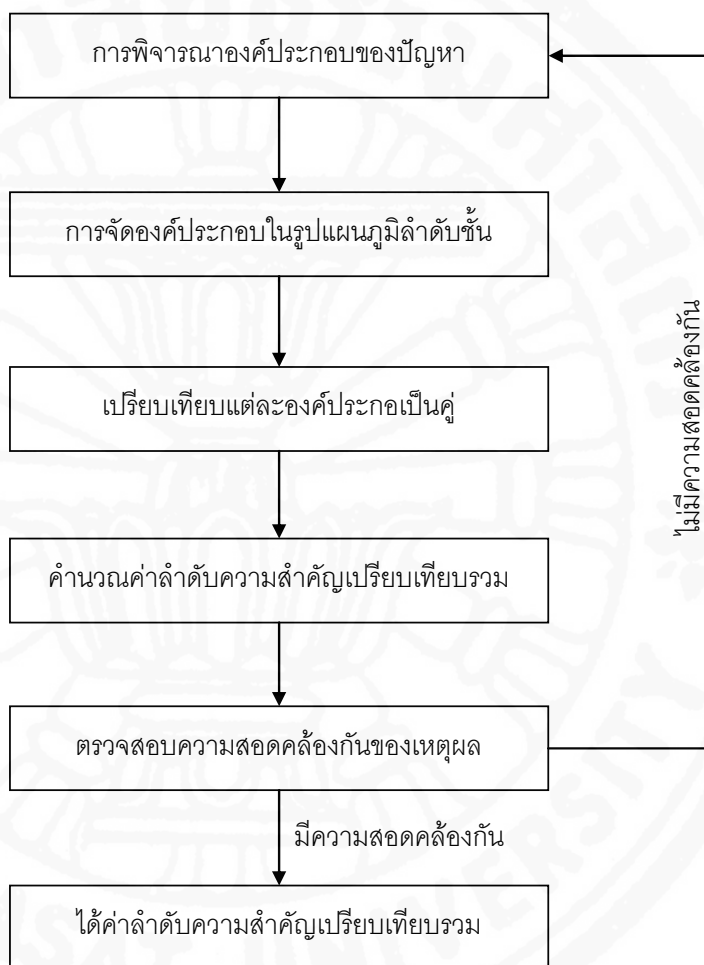 การพิจารณาองค์ประกอบของปัญหา
การจัดองค์ประกอบในรูปแผนภูมิลำดับชั้น
เปรียบเทียบแต่ละองค์ประกอเป็นคู่
คำนวณค่าลำดับความสำคัญเปรียบเทียบรวม
ตรวจสอบความสอดคล้องกันของเหตุผล
มีความสอดคล้องกัน
ได้ค่าลำดับความสำคัญเปรียบเทียบรวม
ไม่มีความสอดคล้องกัน